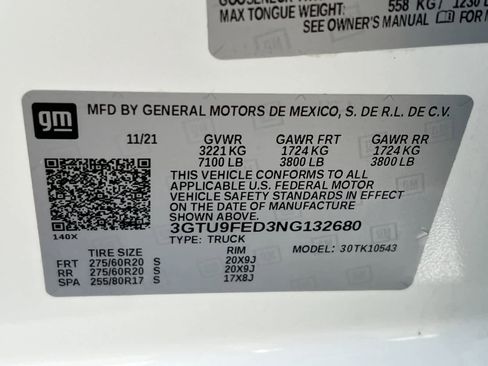 MAX TONGUE WEIGHT: 558 KG / 1230
SEE OWNER'S MANUAL FOR
gm
MFD BY GENERAL MOTORS DE MEXICO, S. DE R.L. DE C.V.
11/21 GVWR GAWR FRT GAWR RR
3221 KG 1724 KG 1724 KG
7100 LB 3800 LB 3800 LB
THIS VEHICLE CONFORMS TO ALL
APPLICABLE U.S. FEDERAL MOTOR
VEHICLE SAFETY STANDARDS IN EFFECT
ON THE DATE OF MANUFACTURE
SHOWN ABOVE.
3GTU9FED3NG132680
140X
TYPE: TRUCK MODEL: 30TK10543
TIRE SIZE RIM
FRT 275/60R20 S 20X9J
RR 275/60R20 S 20X9J
SPA 255/80R17 S 17X8J